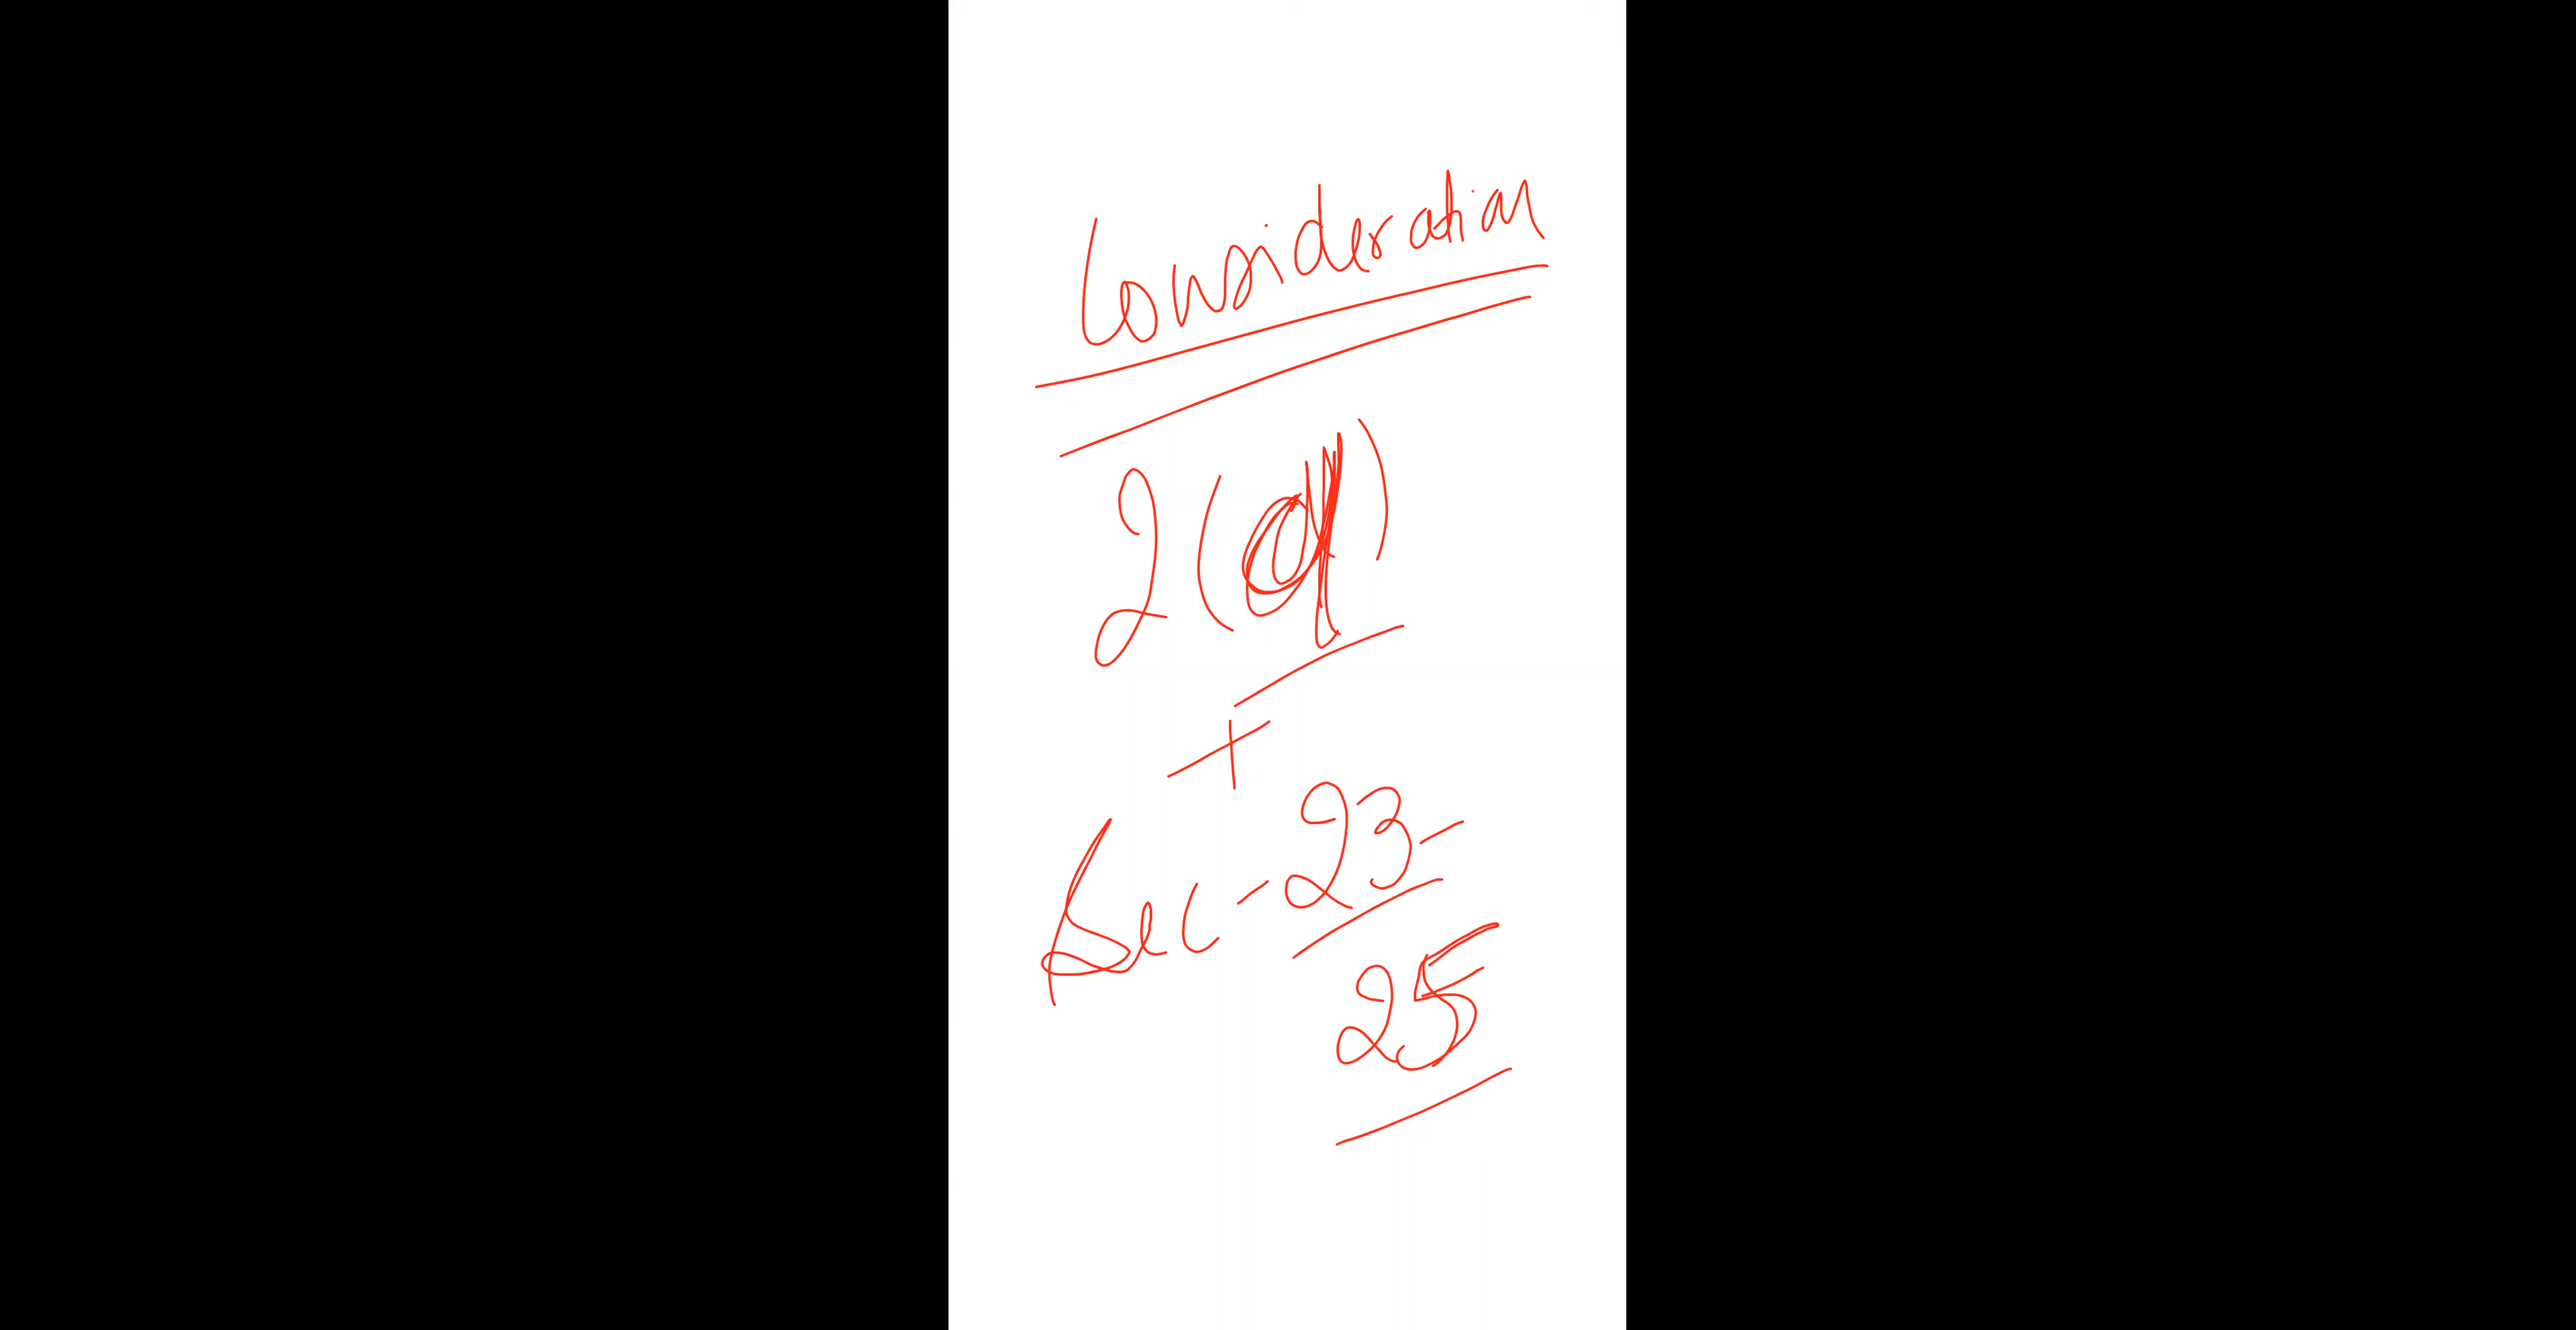 Consideration
2(d)
+
Sec-23-
25